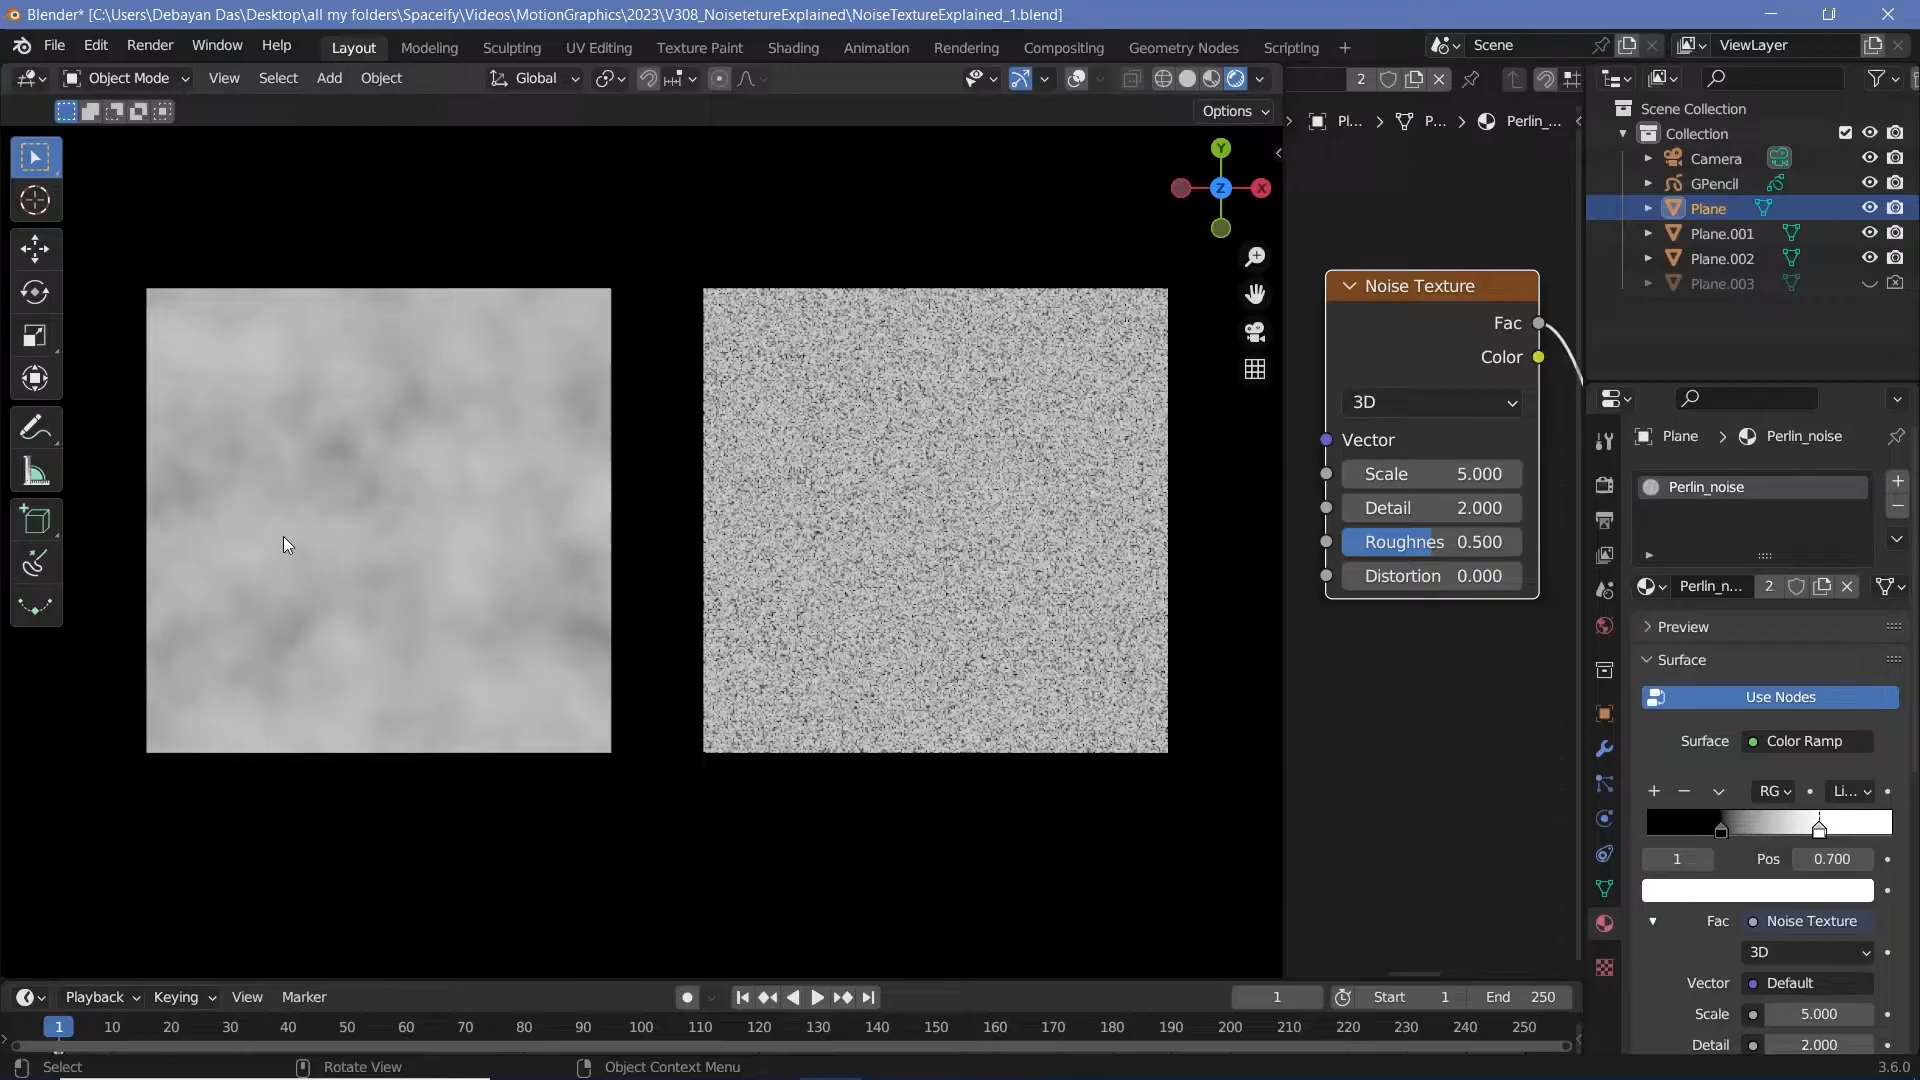 Blender* [C:\Users\Debayan Das\Desktop\all my folders\Spaceify\Videos\MotionGraphics\2023\V308_NoisetetureExplained\NoiseTextureExplained_1.blend]
File Edit Render Window Help Layout Modeling Sculpting UV Editing Texture Paint Shading Animation Rendering Compositing Geometry Nodes Scripting + Scene ViewLayer
Object Mode View Select Add Object Global 2
Options
Pl... > P... > Perlin_...
Y
Z X
Scene Collection
Collection
Camera
GPencil
Plane
Plane.001
Plane.002
Plane.003
Noise Texture
Fac
Color
3D
Vector
Scale 5.000
Detail 2.000
Roughnes 0.500
Distortion 0.000
Plane > Perlin_noise
Perlin_noise
Perlin_n... 2
Preview
Surface
Use Nodes
Surface Color Ramp
RG Li...
1 Pos 0.700
Fac Noise Texture
3D
Vector Default
Scale 5.000
Detail 2.000
Playback Keying View Marker 1 Start 1 End 250
1 10 20 30 40 50 60 70 80 90 100 110 120 130 140 150 160 170 180 190 200 210 220 230 240 250
Select Rotate View Object Context Menu 3.6.0